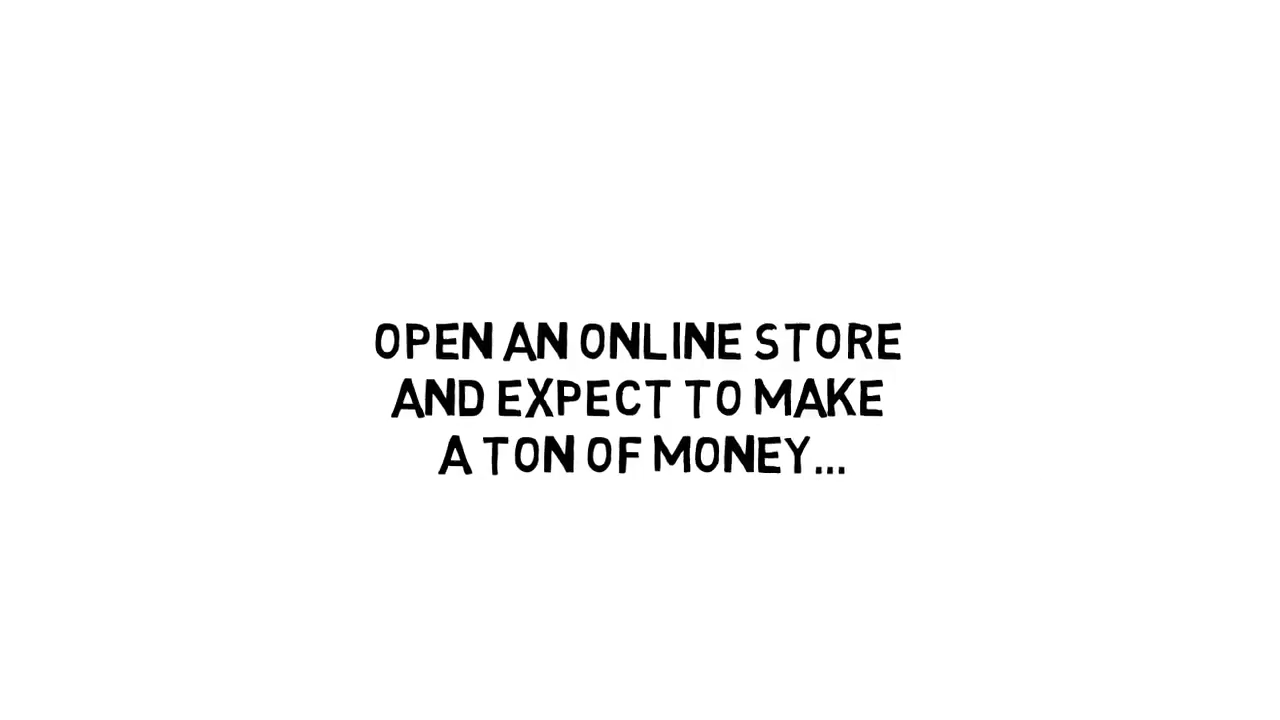 OPEN AN ONLINE STORE
AND EXPECT TO MAKE
A TON OF MONEY...